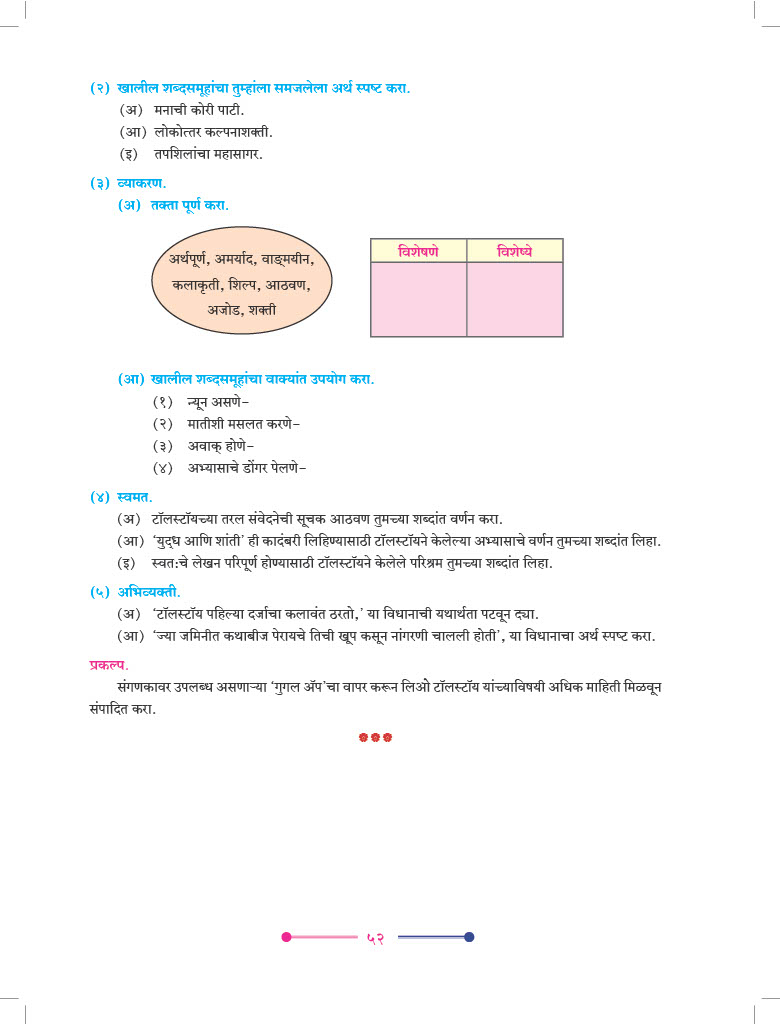 (२) खालील शब्दसमूहांचा तुम्हांला समजलेला अर्थ स्पष्ट करा.
(अ) मनाची कोरी पाटी.
(आ) लोकोत्तर कल्पनाशक्ती.
(इ) तपशिलांचा महासागर.
(३) व्याकरण.
(अ) तक्ता पूर्ण करा.
अर्थपूर्ण, अमर्याद, वाङ्‌मयीन,
कलाकृती, शिल्प, आठवण,
अजोड, शक्ती
विशेषणे विशेष्ये
(आ) खालील शब्दसमूहांचा वाक्यांत उपयोग करा.
(१) न्यून असणे–
(२) मातीशी मसलत करणे–
(३) अवाक् होणे–
(४) अभ्यासाचे डोंगर पेलणे–
(४) स्वमत.
(अ) टॉलस्टॉयच्या तरल संवेदनेची सूचक आठवण तुमच्या शब्दांत वर्णन करा.
(आ) ‘युद्ध आणि शांती’ ही कादंबरी लिहिण्यासाठी टॉलस्टॉयने केलेल्या अभ्यासाचे वर्णन तुमच्या शब्दांत लिहा.
(इ) स्वतःचे लेखन परिपूर्ण होण्यासाठी टॉलस्टॉयने केलेले परिश्रम तुमच्या शब्दांत लिहा.
(५) अभिव्यक्ती.
(अ) ‘टॉलस्टॉय पहिल्या दर्जाचा कलावंत ठरतो,’ या विधानाची यथार्थता पटवून द्या.
(आ) ‘ज्या जमिनीत कथाबीज पेरायचे तिची खूप कसून नांगरणी चालली होती’, या विधानाचा अर्थ स्पष्ट करा.
प्रकल्प.
संगणकावर उपलब्ध असणाऱ्या ‘गुगल ॲप’चा वापर करून लिओ टॉलस्टॉय यांच्याविषयी अधिक माहिती मिळवून
संपादित करा.
५२